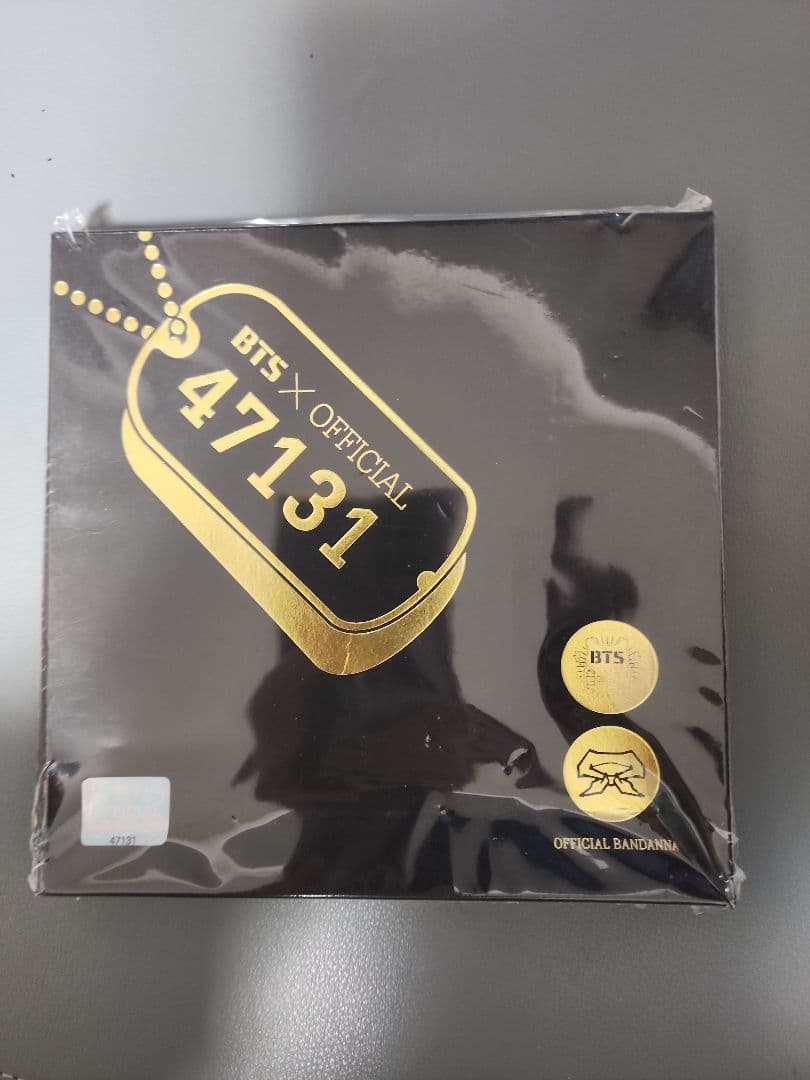 BTS × OFFICIAL
47131
BTS
OFFICIAL BANDANNA
47131